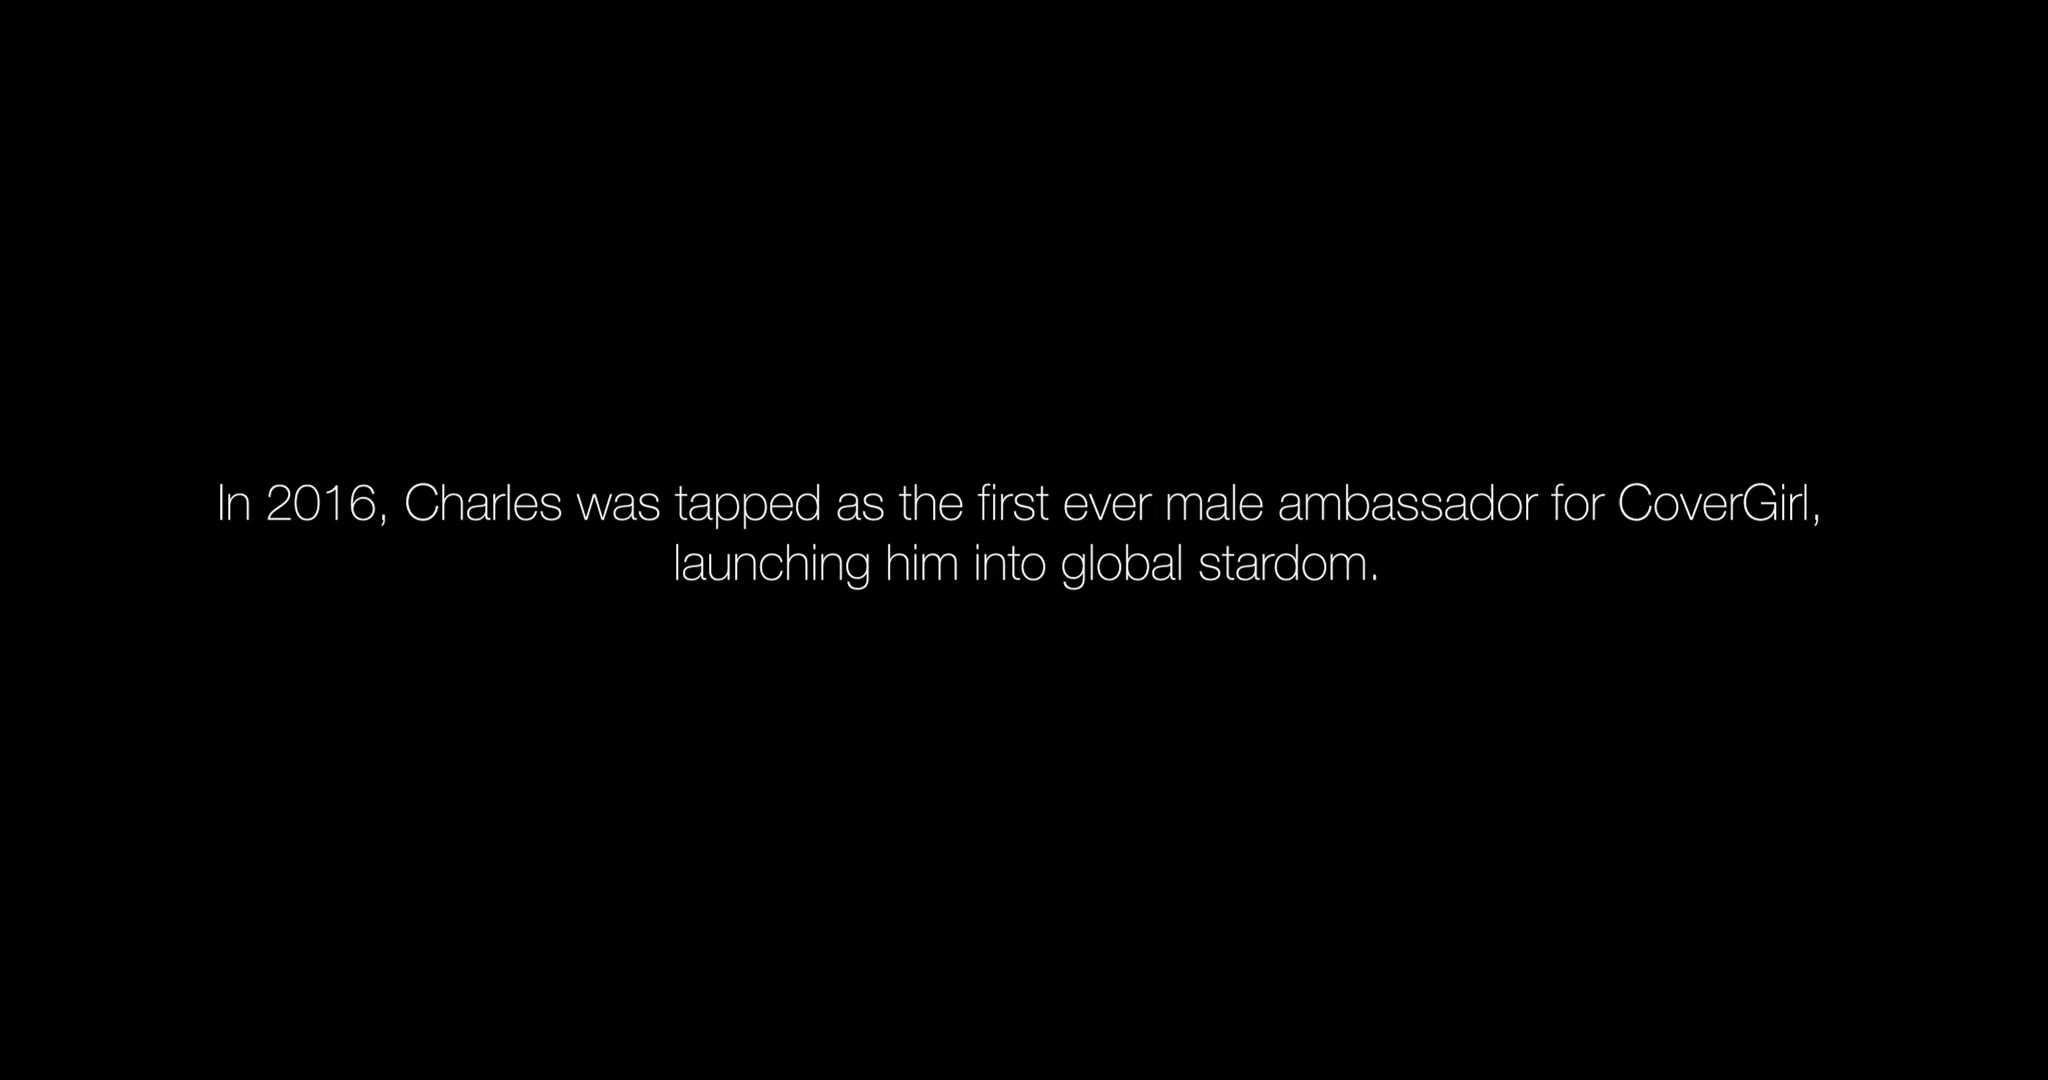 In 2016, Charles was tapped as the first ever male ambassador for CoverGirl,
launching him into global stardom.